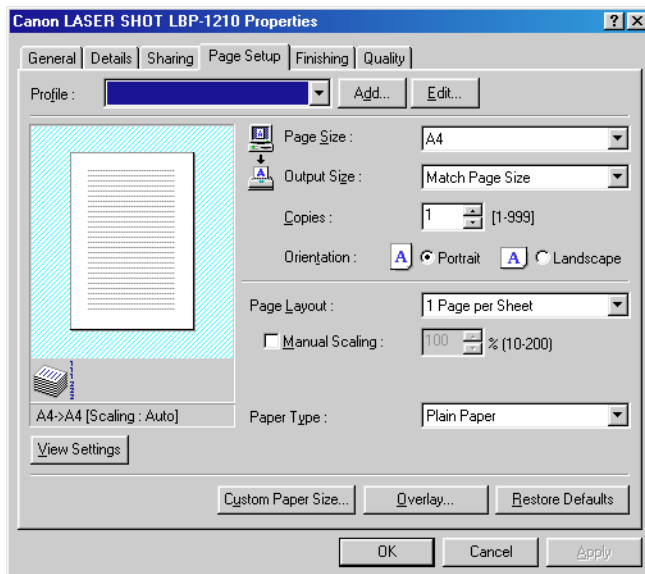 Canon LASER SHOT LBP-1210 Properties
General Details Sharing Page Setup Finishing Quality
Profile : Add... Edit...
Page Size : A4
Output Size : Match Page Size
Copies : 1 [1-999]
Orientation : A Portrait A Landscape
Page Layout : 1 Page per Sheet
Manual Scaling : 100 % (10-200)
A4->A4 [Scaling : Auto] Paper Type : Plain Paper
View Settings
Custom Paper Size... Overlay... Restore Defaults
OK Cancel Apply